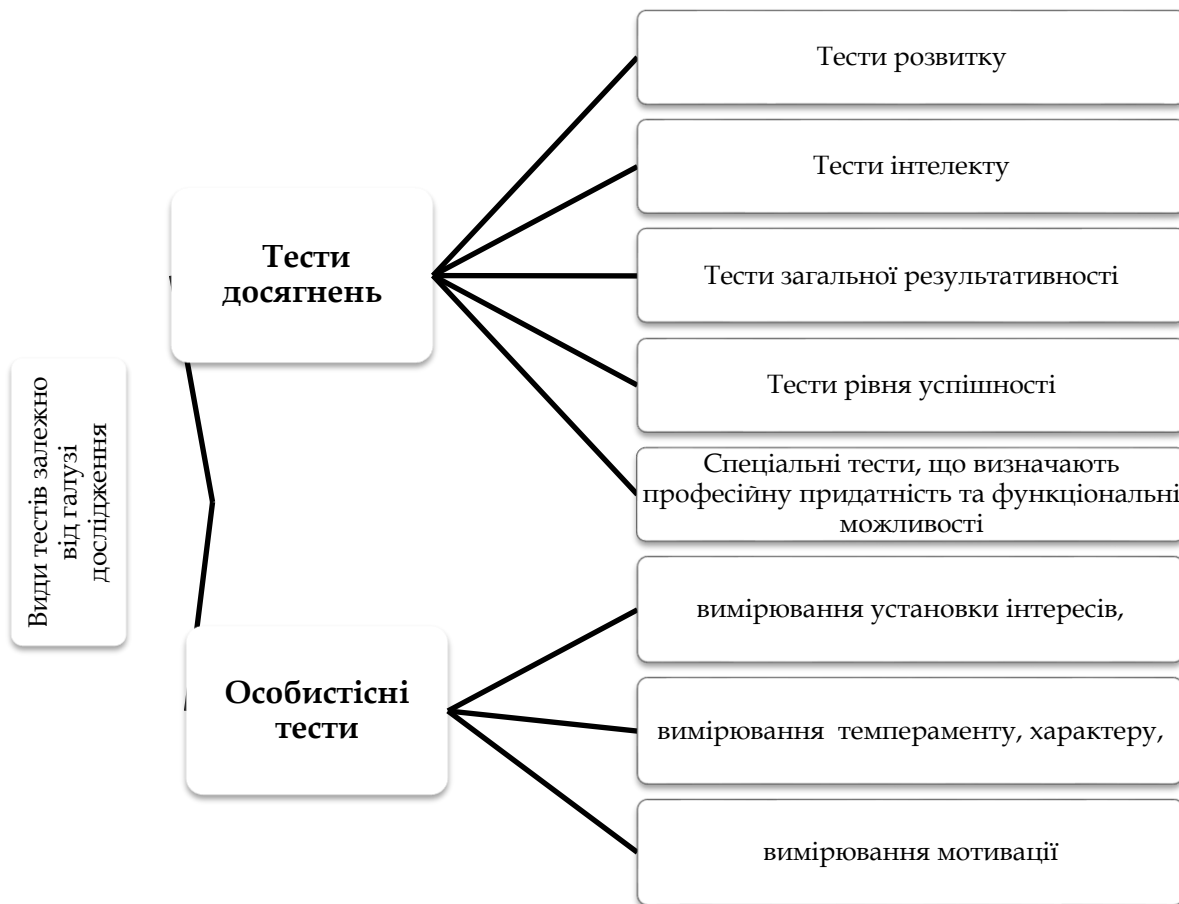 Види тестів залежно
від галузі
дослідження
Тести
досягнень
Тести розвитку
Тести інтелекту
Тести загальної результативності
Тести рівня успішності
Спеціальні тести, що визначають
професійну придатність та функціональні
можливості
Особистісні
тести
вимірювання установки інтересів,
вимірювання  темпераменту, характеру,
вимірювання мотивації